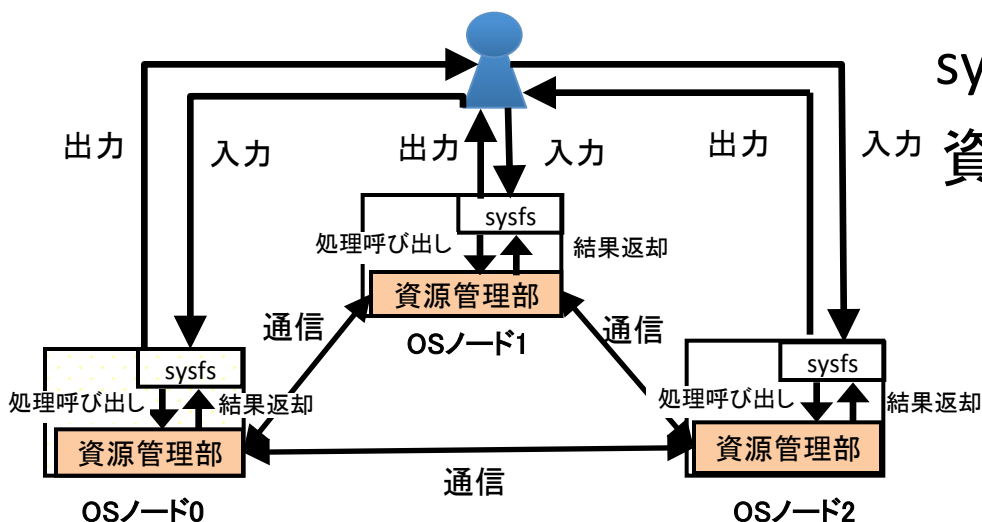 sy
資
出力
入力
出力
入力
出力
入力
sysfs
処理呼び出し
結果返却
資源管理部
OSノード1
通信
通信
sysfs
処理呼び出し
結果返却
資源管理部
OSノード0
sysfs
処理呼び出し
結果返却
資源管理部
OSノード2
通信